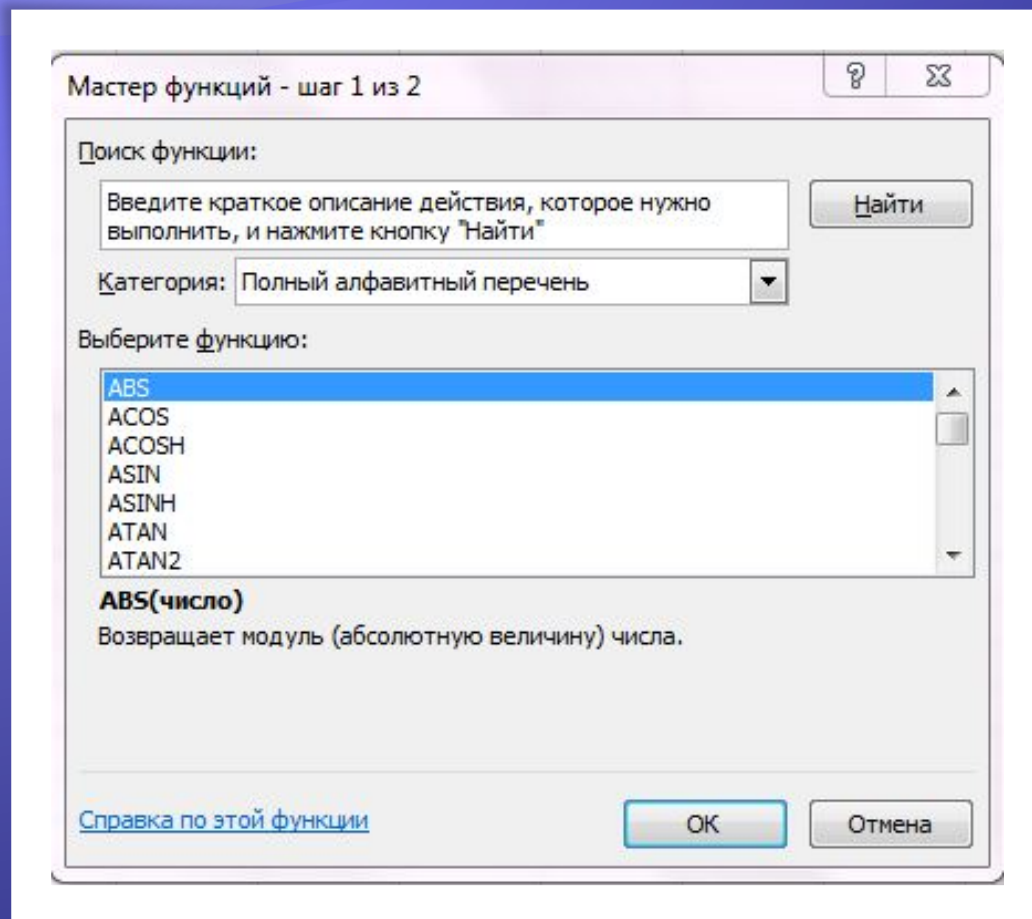 Мастер функций - шаг 1 из 2
Поиск функции:
Введите краткое описание действия, которое нужно
выполнить, и нажмите кнопку "Найти"
Найти
Категория: Полный алфавитный перечень
Выберите функцию:
ABS
ACOS
ACOSH
ASIN
ASINH
ATAN
ATAN2
ABS(число)
Возвращает модуль (абсолютную величину) числа.
Справка по этой функции
ОК
Отмена